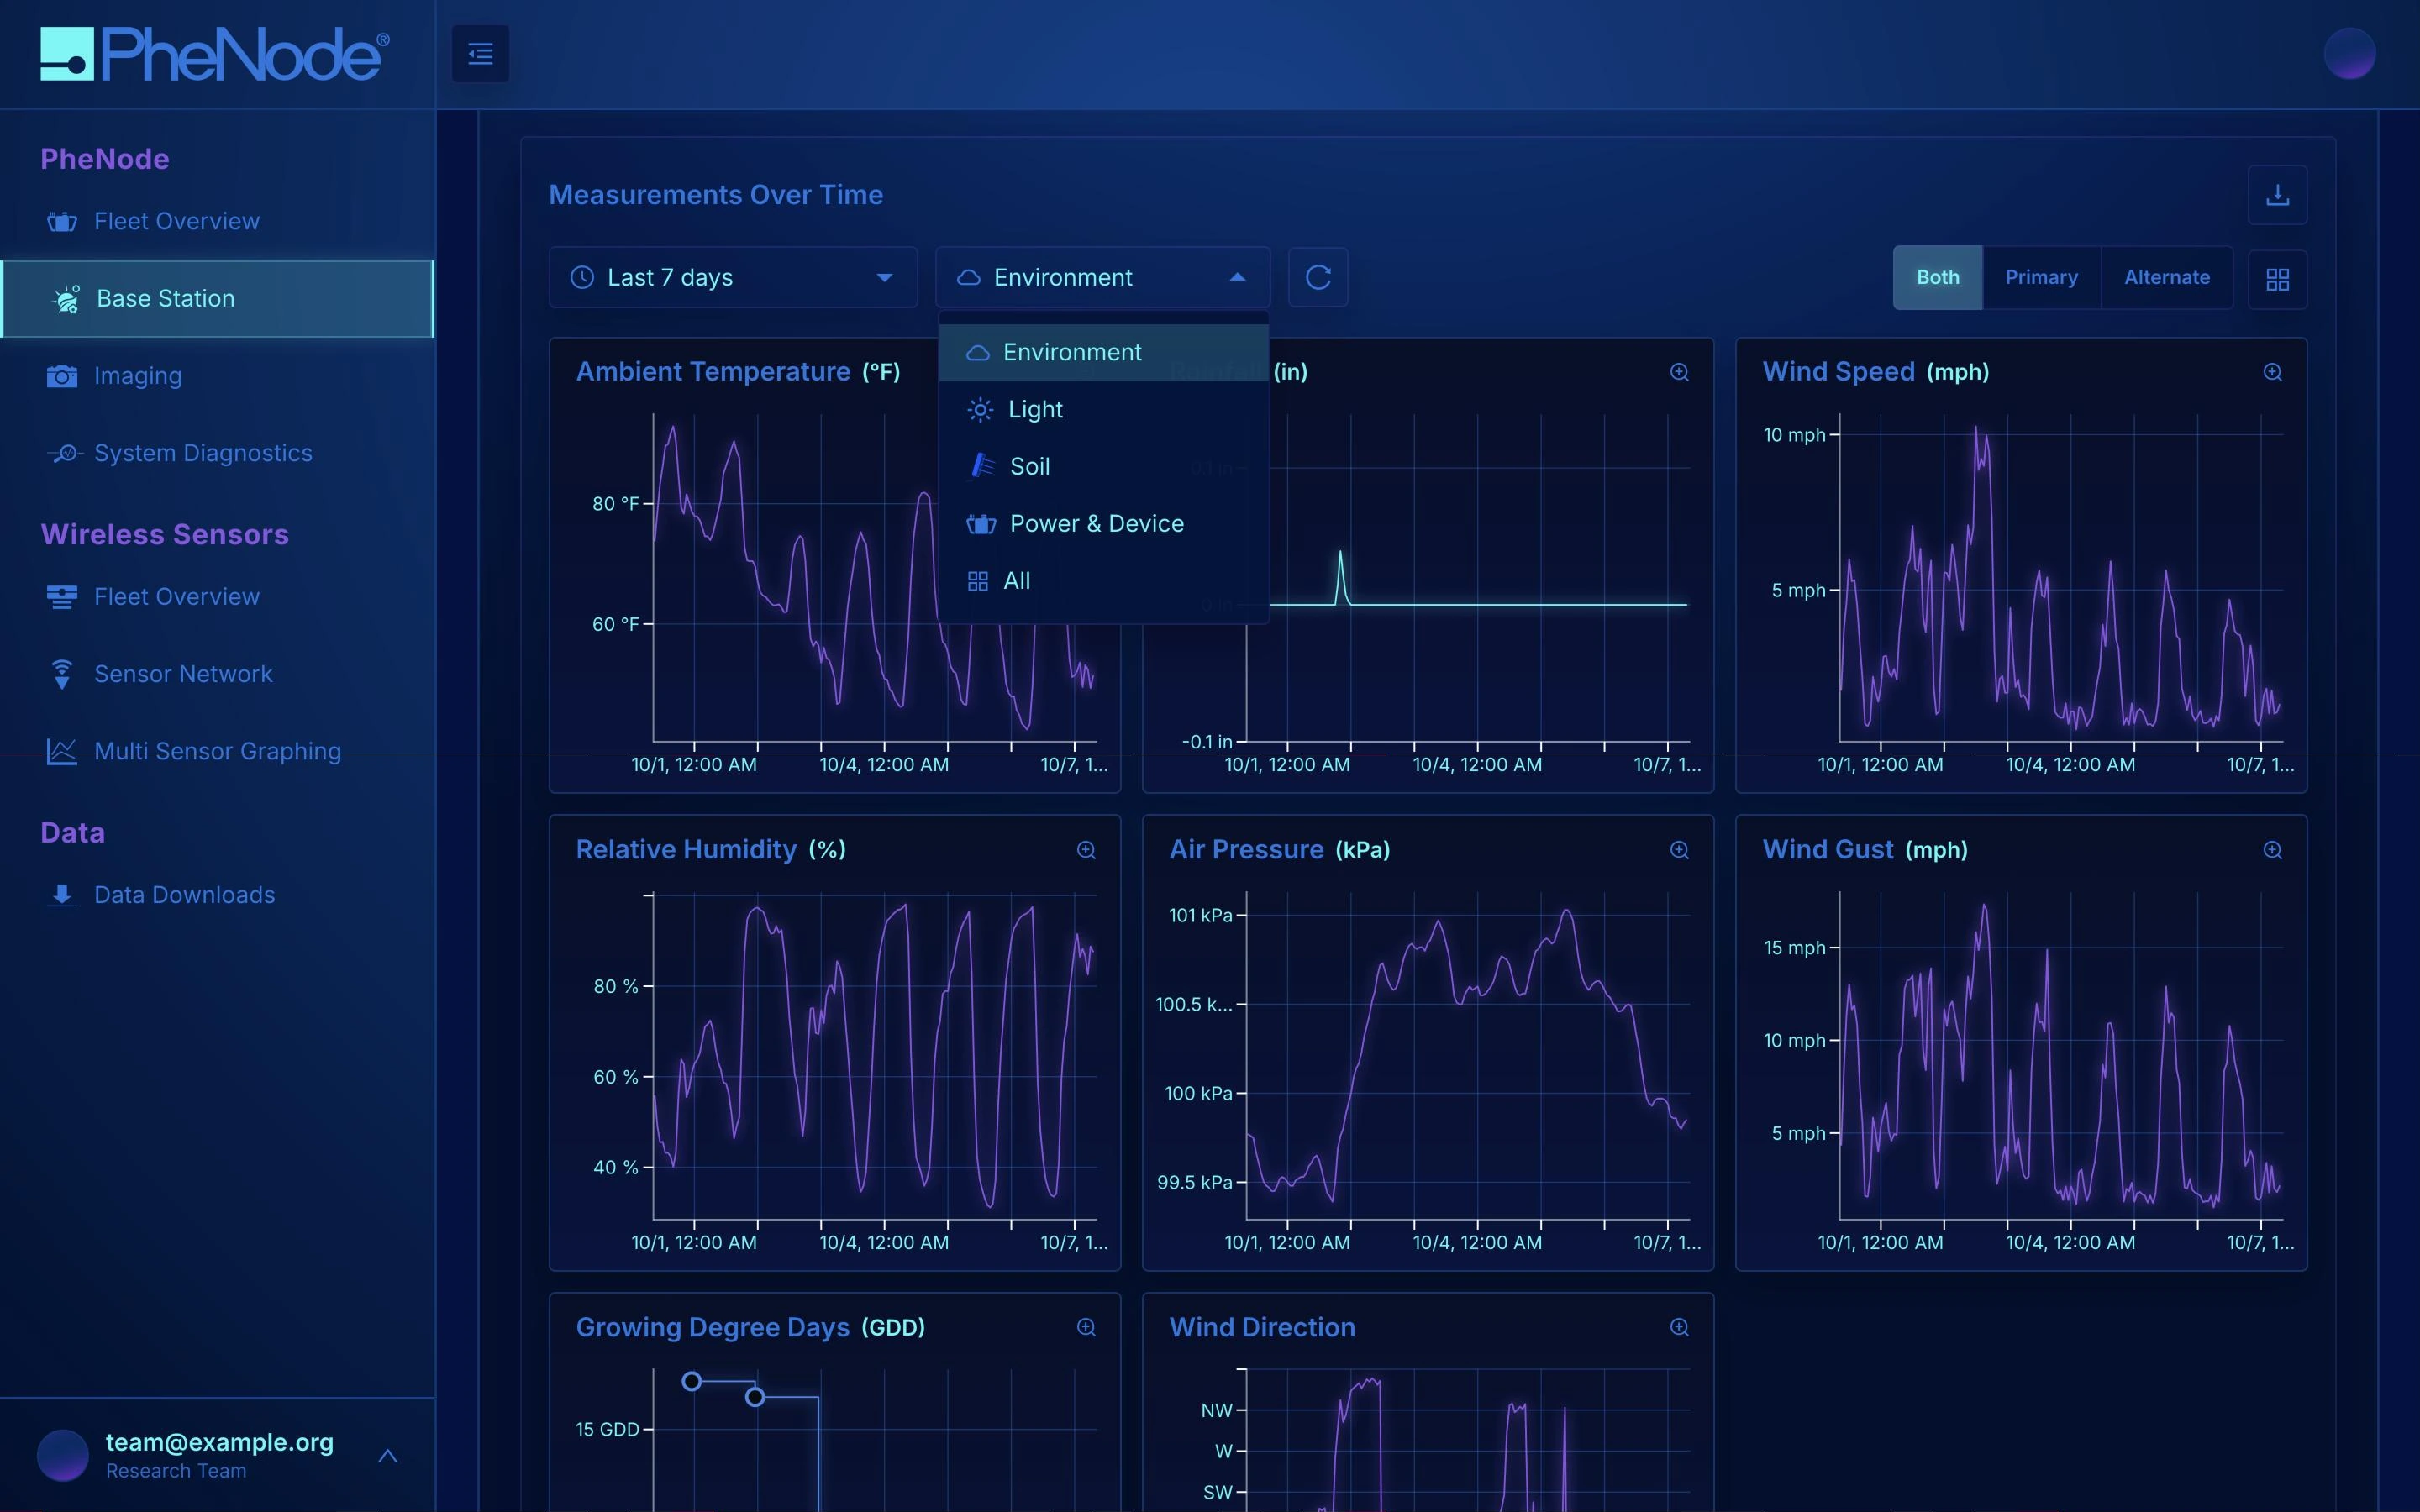 PheNode®
PheNode
Fleet Overview
Base Station
Imaging
System Diagnostics
Wireless Sensors
Fleet Overview
Sensor Network
Multi Sensor Graphing
Data
Data Downloads
team@example.org
Research Team
Measurements Over Time
Last 7 days
Environment
Both
Primary
Alternate
Environment
Light
Soil
Power & Device
All
Ambient Temperature (°F)
80 °F
60 °F
10/1, 12:00 AM
10/4, 12:00 AM
10/7, 1...
(in)
0 in
-0.1 in
10/1, 12:00 AM
10/4, 12:00 AM
10/7, 1...
Wind Speed (mph)
10 mph
5 mph
10/1, 12:00 AM
10/4, 12:00 AM
10/7, 1...
Relative Humidity (%)
80 %
60 %
40 %
10/1, 12:00 AM
10/4, 12:00 AM
10/7, 1...
Air Pressure (kPa)
101 kPa
100.5 k...
100 kPa
99.5 kPa
10/1, 12:00 AM
10/4, 12:00 AM
10/7, 1...
Wind Gust (mph)
15 mph
10 mph
5 mph
10/1, 12:00 AM
10/4, 12:00 AM
10/7, 1...
Growing Degree Days (GDD)
15 GDD
Wind Direction
NW
W
SW